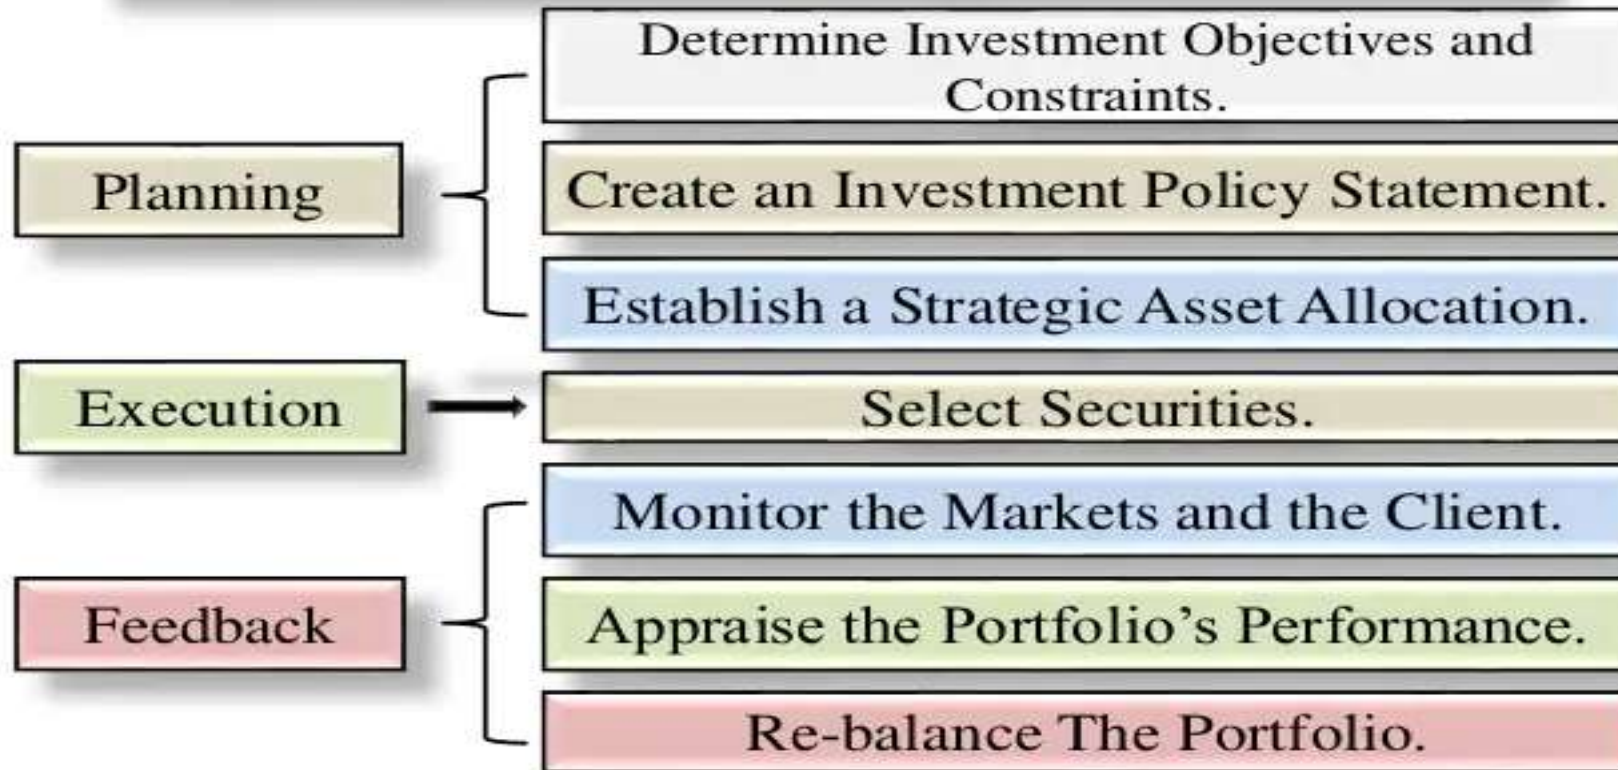 Determine Investment Objectives and
Constraints.
Planning
Create an Investment Policy Statement.
Establish a Strategic Asset Allocation.
Execution
Select Securities.
Monitor the Markets and the Client.
Feedback
Appraise the Portfolio’s Performance.
Re-balance The Portfolio.